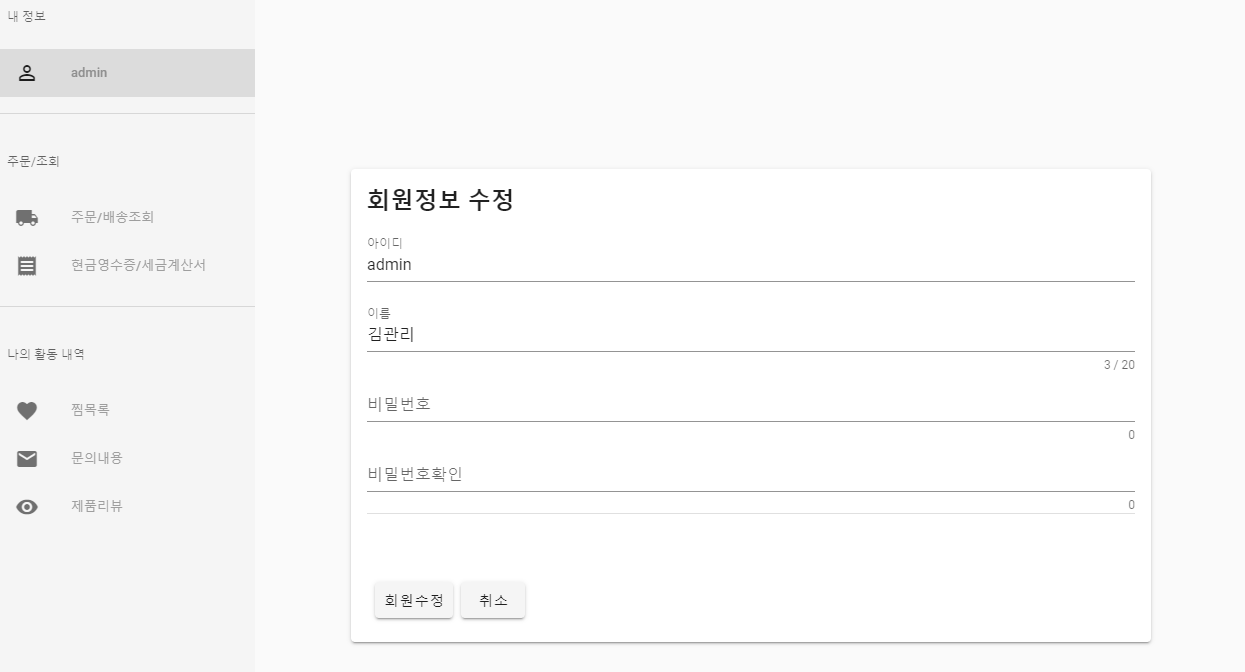 내 정보
admin
주문/조회
주문/배송조회
현금영수증/세금계산서
나의 활동 내역
찜목록
문의내용
제품리뷰
회원정보 수정
아이디
admin
이름
김관리
3 / 20
비밀번호
0
비밀번호확인
0
회원수정
취소